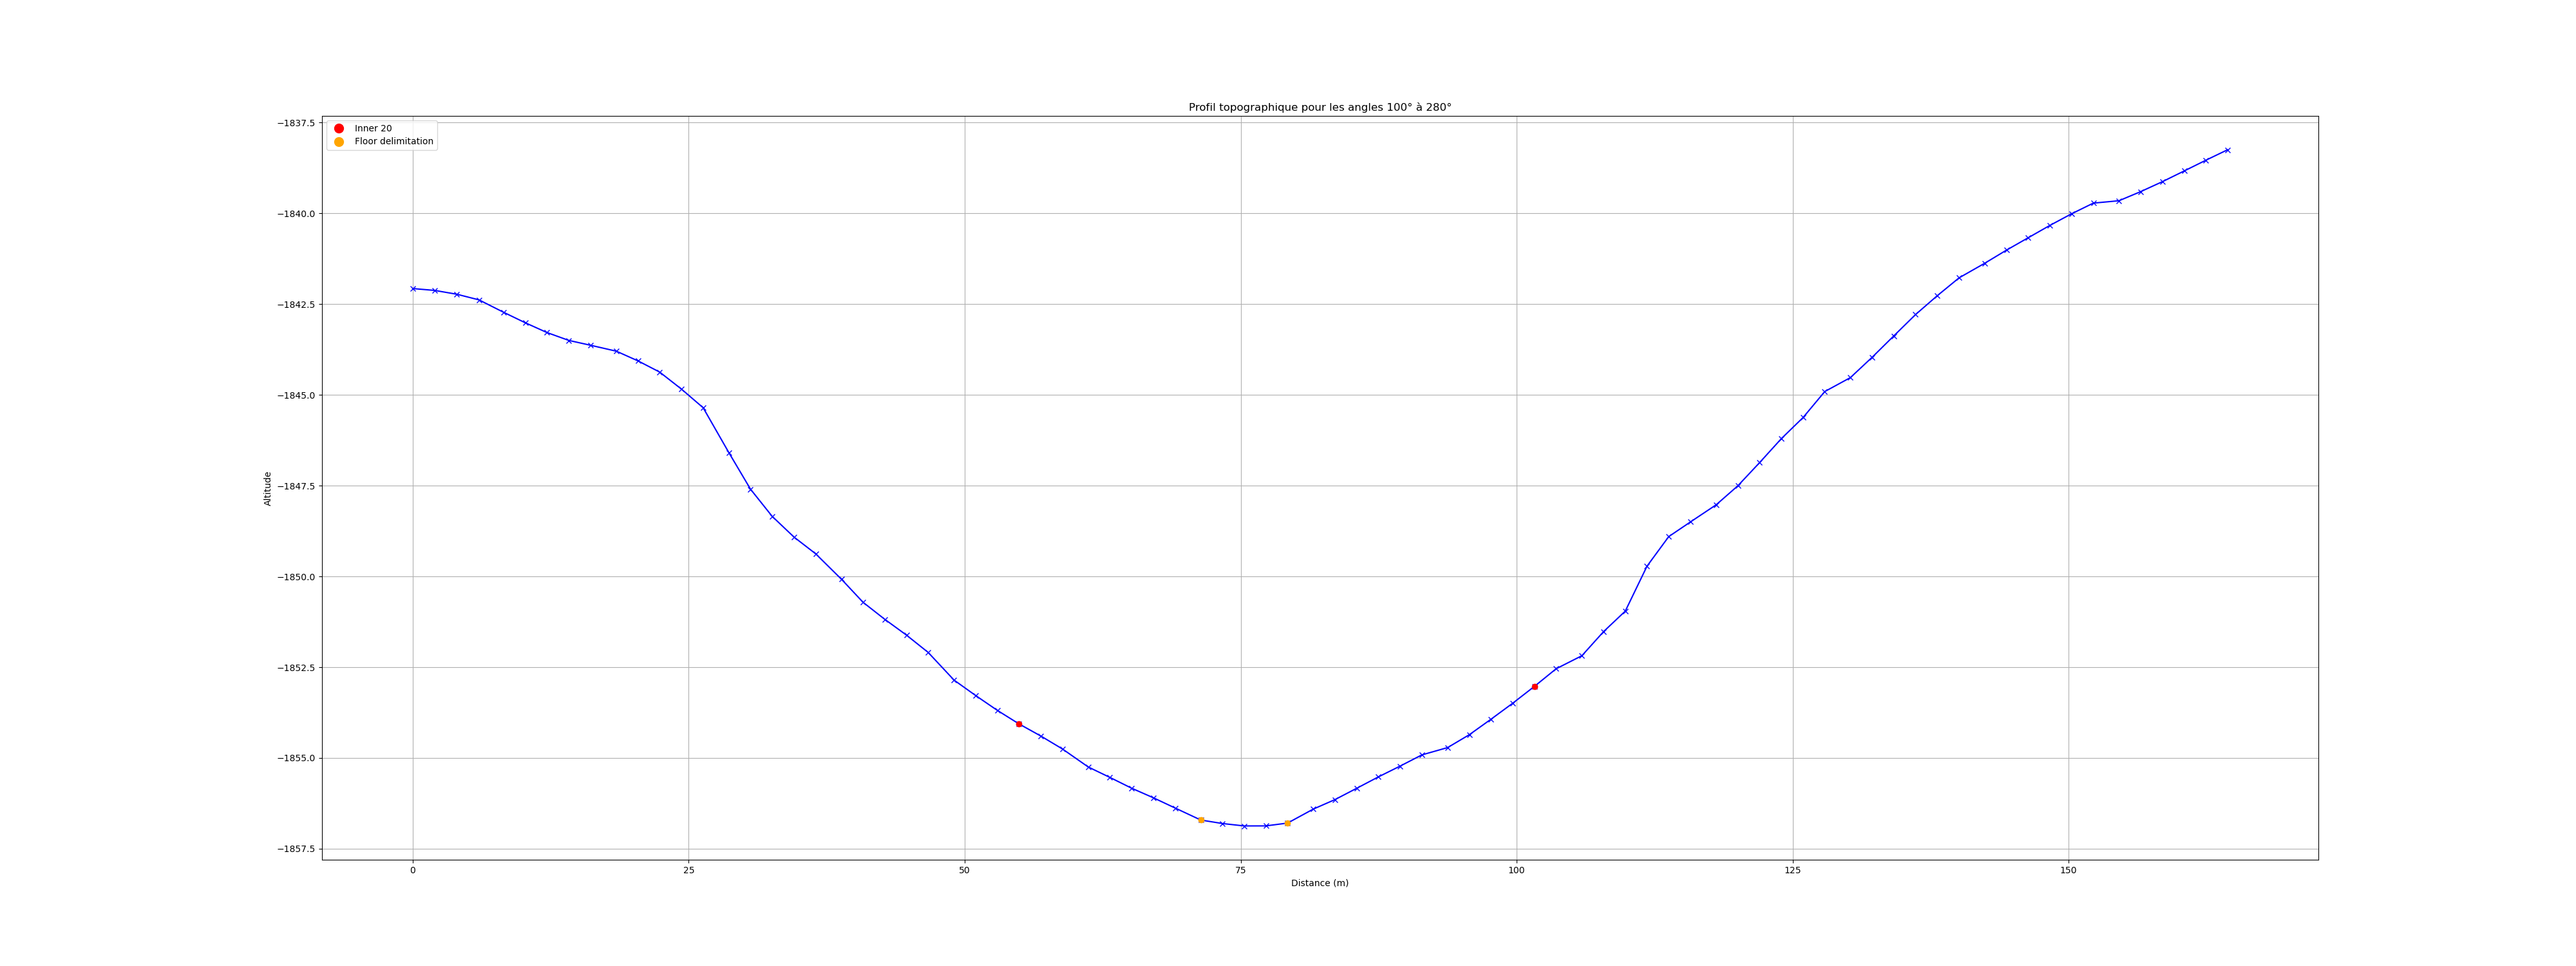 Profil topographique pour les angles 100° à 280°
Inner 20
Floor delimitation
−1837.5
−1840.0
−1842.5
−1845.0
−1847.5
−1850.0
−1852.5
−1855.0
−1857.5
Altitude
0 25 50 75 100 125 150
Distance (m)